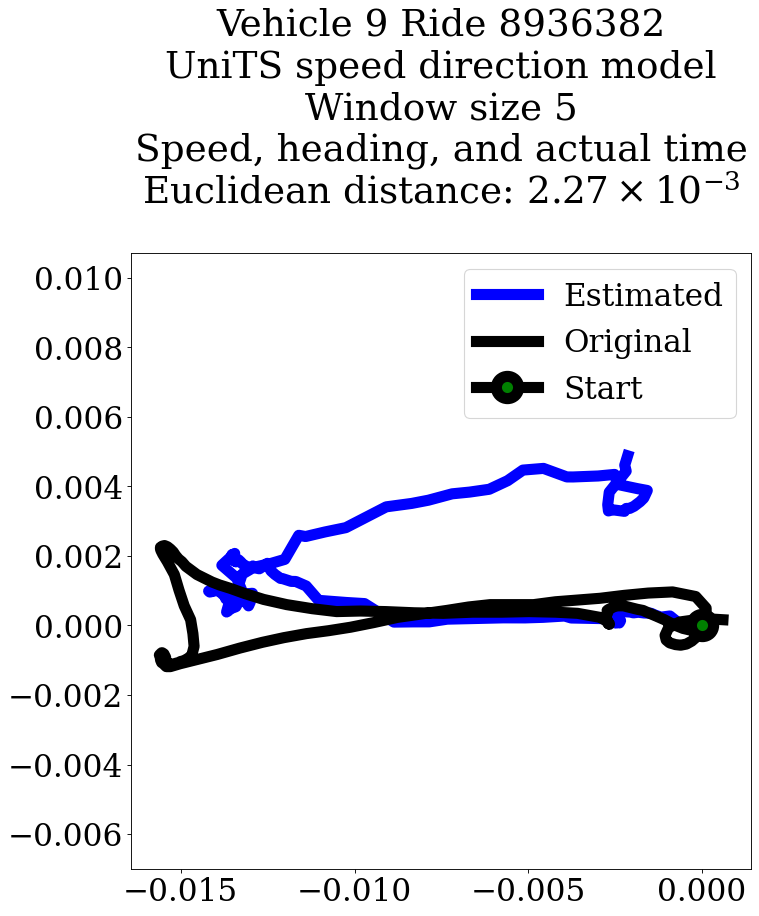 Vehicle 9 Ride 8936382
UniTS speed direction model
Window size 5
Speed, heading, and actual time
Euclidean distance: 2.27 × 10⁻³
Estimated
Original
Start
0.010
0.008
0.006
0.004
0.002
0.000
−0.002
−0.004
−0.006
−0.015 −0.010 −0.005 0.000